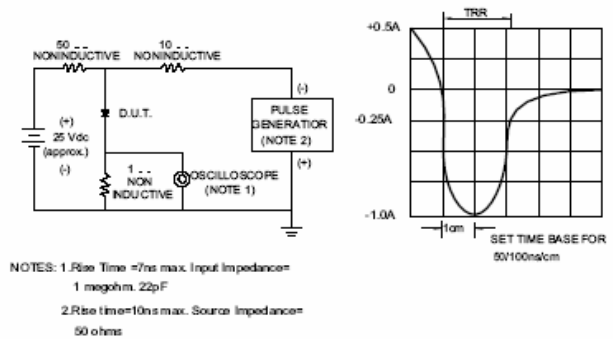 50 - -
NONINDUCTIVE
10 - -
NONINDUCTIVE
(+)
25 Vdc
(approx.)
(-)
D.U.T.
1 - -
NON
INDUCTIVE
OSCILLOSCOPE
(NOTE 1)
(-)
PULSE
GENERATIOR
(NOTE 2)
(+)
TRR
+0.5A
0
-0.25A
-1.0A
1cm
SET TIME BASE FOR
50/100ns/cm
NOTES: 1.Rise Time =7ns max. Input Impedance=
1 megohm. 22pF
2.Rise time=10ns max. Source Impedance=
50 ohms